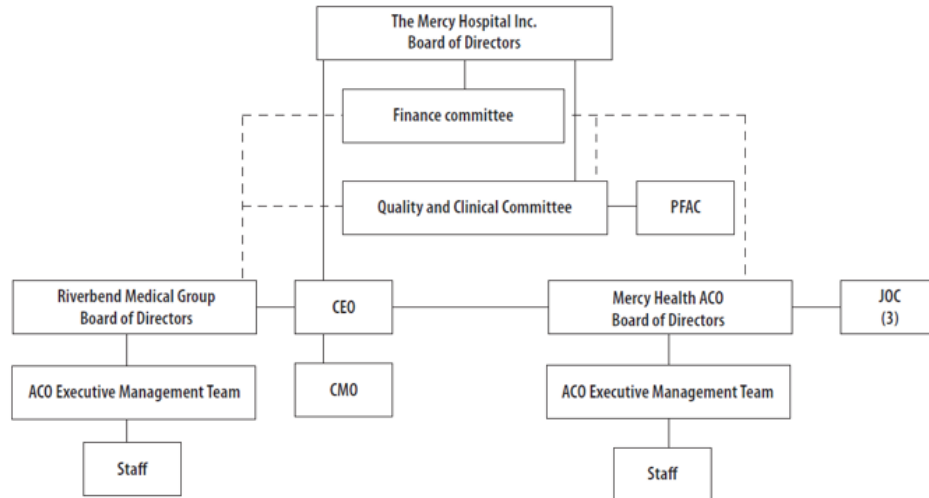 The Mercy Hospital Inc.
Board of Directors
Finance committee
Quality and Clinical Committee
PFAC
Riverbend Medical Group
Board of Directors
CEO
Mercy Health ACO
Board of Directors
JOC
(3)
ACO Executive Management Team
CMO
ACO Executive Management Team
Staff
Staff